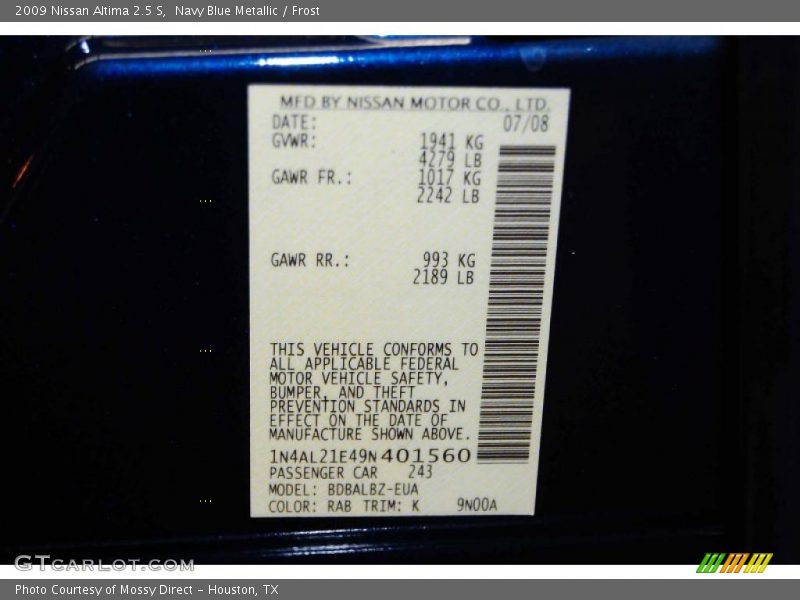 2009 Nissan Altima 2.5 S,  Navy Blue Metallic / Frost
MFD BY NISSAN MOTOR CO., LTD.
DATE: 07/08
GVWR: 1941 KG
4279 LB
GAWR FR.: 1017 KG
2242 LB
GAWR RR.: 993 KG
2189 LB
THIS VEHICLE CONFORMS TO
ALL APPLICABLE FEDERAL
MOTOR VEHICLE SAFETY,
BUMPER, AND THEFT
PREVENTION STANDARDS IN
EFFECT ON THE DATE OF
MANUFACTURE SHOWN ABOVE.
1N4AL21E49N401560
PASSENGER CAR 243
MODEL: BDBALBZ-EUA
COLOR: RAB TRIM: K 9N00A
GTCARLOT.COM
Photo Courtesy of Mossy Direct - Houston, TX